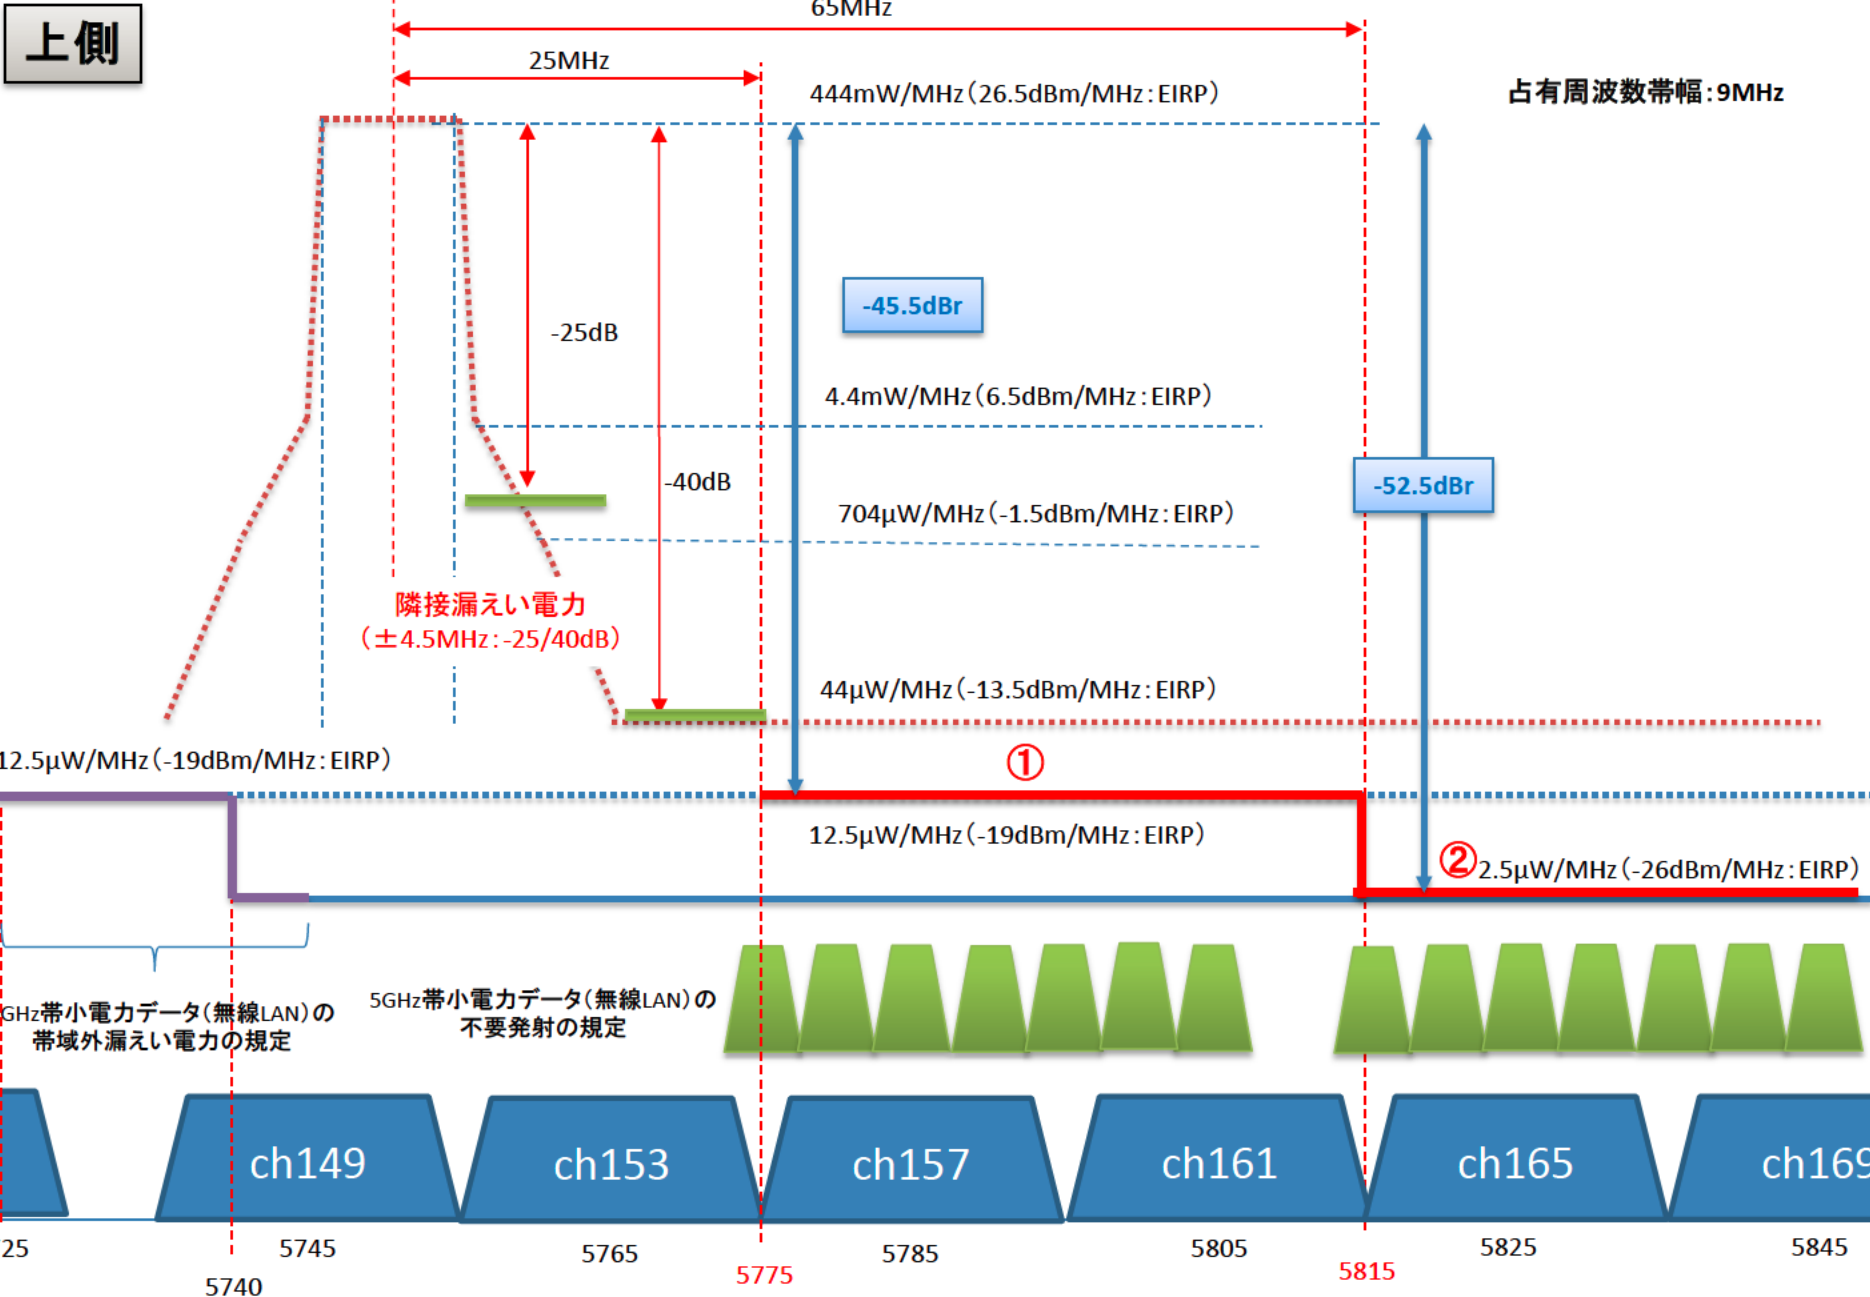 上側
65MHz
25MHz
444mW/MHz(26.5dBm/MHz:EIRP)
占有周波数帯幅:9MHz
-45.5dBr
-25dB
4.4mW/MHz(6.5dBm/MHz:EIRP)
-40dB
-52.5dBr
704μW/MHz(-1.5dBm/MHz:EIRP)
隣接漏えい電力
(±4.5MHz:-25/40dB)
44μW/MHz(-13.5dBm/MHz:EIRP)
12.5μW/MHz(-19dBm/MHz:EIRP)
①
12.5μW/MHz(-19dBm/MHz:EIRP)
②2.5μW/MHz(-26dBm/MHz:EIRP)
GHz帯小電力データ(無線LAN)の
帯域外漏えい電力の規定
5GHz帯小電力データ(無線LAN)の
不要発射の規定
ch149
ch153
ch157
ch161
ch165
ch169
25
5740
5745
5765
5775
5785
5805
5815
5825
5845